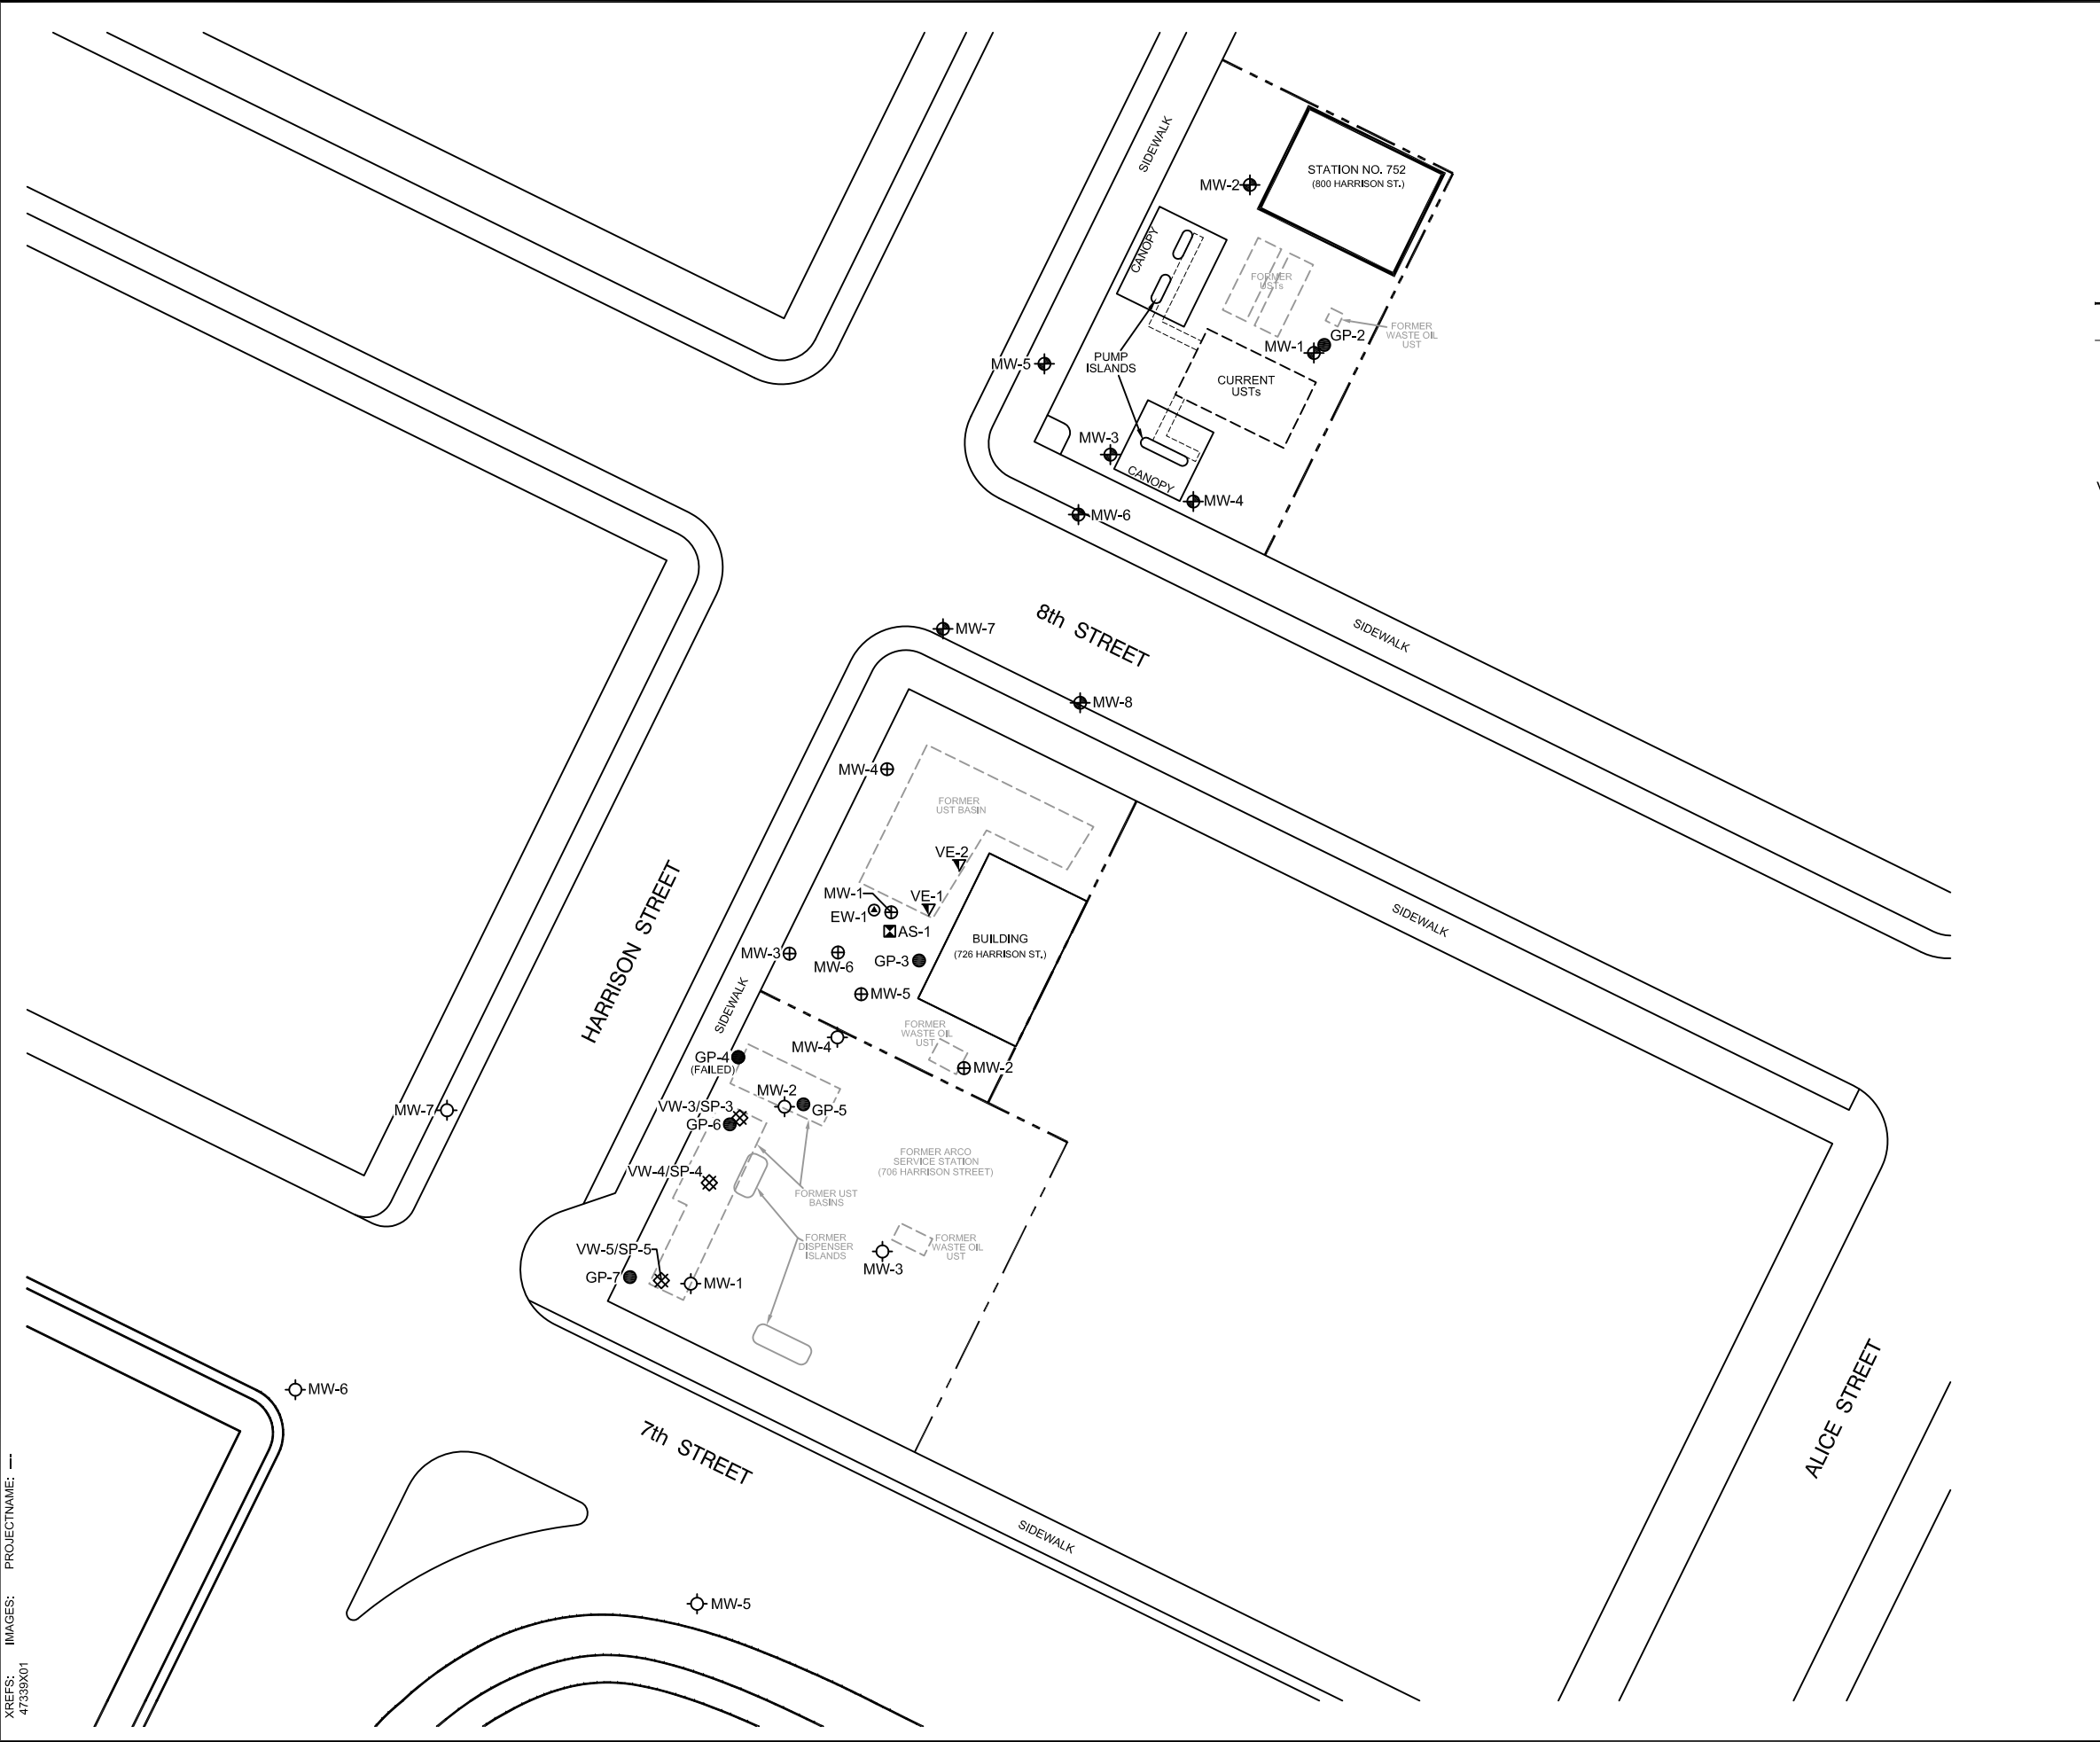 SIDEWALK
STATION NO. 752
(800 HARRISON ST.)
MW-2
CANOPY
FORMER
USTs
FORMER
WASTE OIL
UST
GP-2
MW-1
MW-5
PUMP
ISLANDS
CURRENT
USTs
MW-3
CANOPY
MW-4
MW-6
8th STREET
SIDEWALK
MW-7
MW-8
MW-4
FORMER
UST BASIN
VE-2
MW-1
VE-1
EW-1
AS-1
SIDEWALK
BUILDING
(726 HARRISON ST.)
MW-3
MW-6
GP-3
MW-5
HARRISON STREET
SIDEWALK
FORMER
WASTE OIL
UST
MW-4
GP-4
(FAILED)
MW-2
MW-2
VW-3/SP-3
GP-5
GP-6
MW-7
FORMER ARCO
SERVICE STATION
(706 HARRISON STREET)
VW-4/SP-4
FORMER UST
BASINS
FORMER
DISPENSER
ISLANDS
FORMER
WASTE OIL
UST
VW-5/SP-5
MW-3
GP-7
MW-1
MW-6
7th STREET
ALICE STREET
SIDEWALK
MW-5
XREFS:
47339X01
IMAGES:
PROJECTNAME: ---